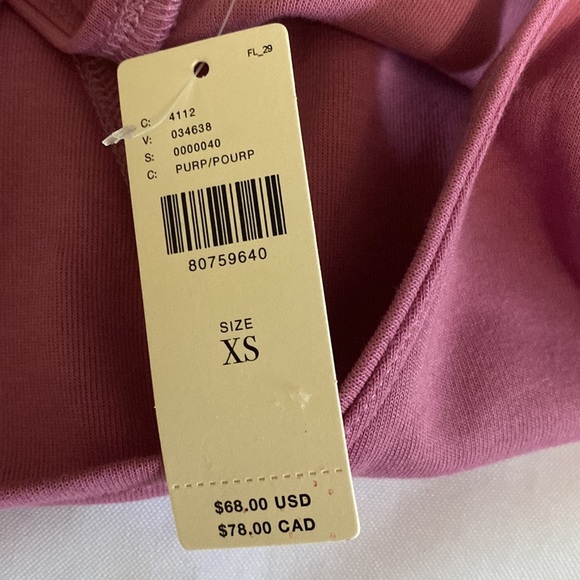 FL_29
C: 4112
V: 034638
S: 0000040
C: PURP/POURP
80759640
SIZE
XS
$68.00 USD
$78.00 CAD